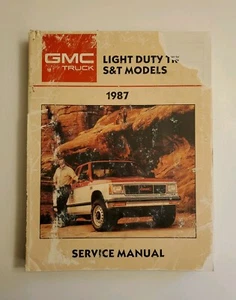 GMC
TRUCK
LIGHT DUTY
S&T MODELS
1987
SERVICE MANUAL